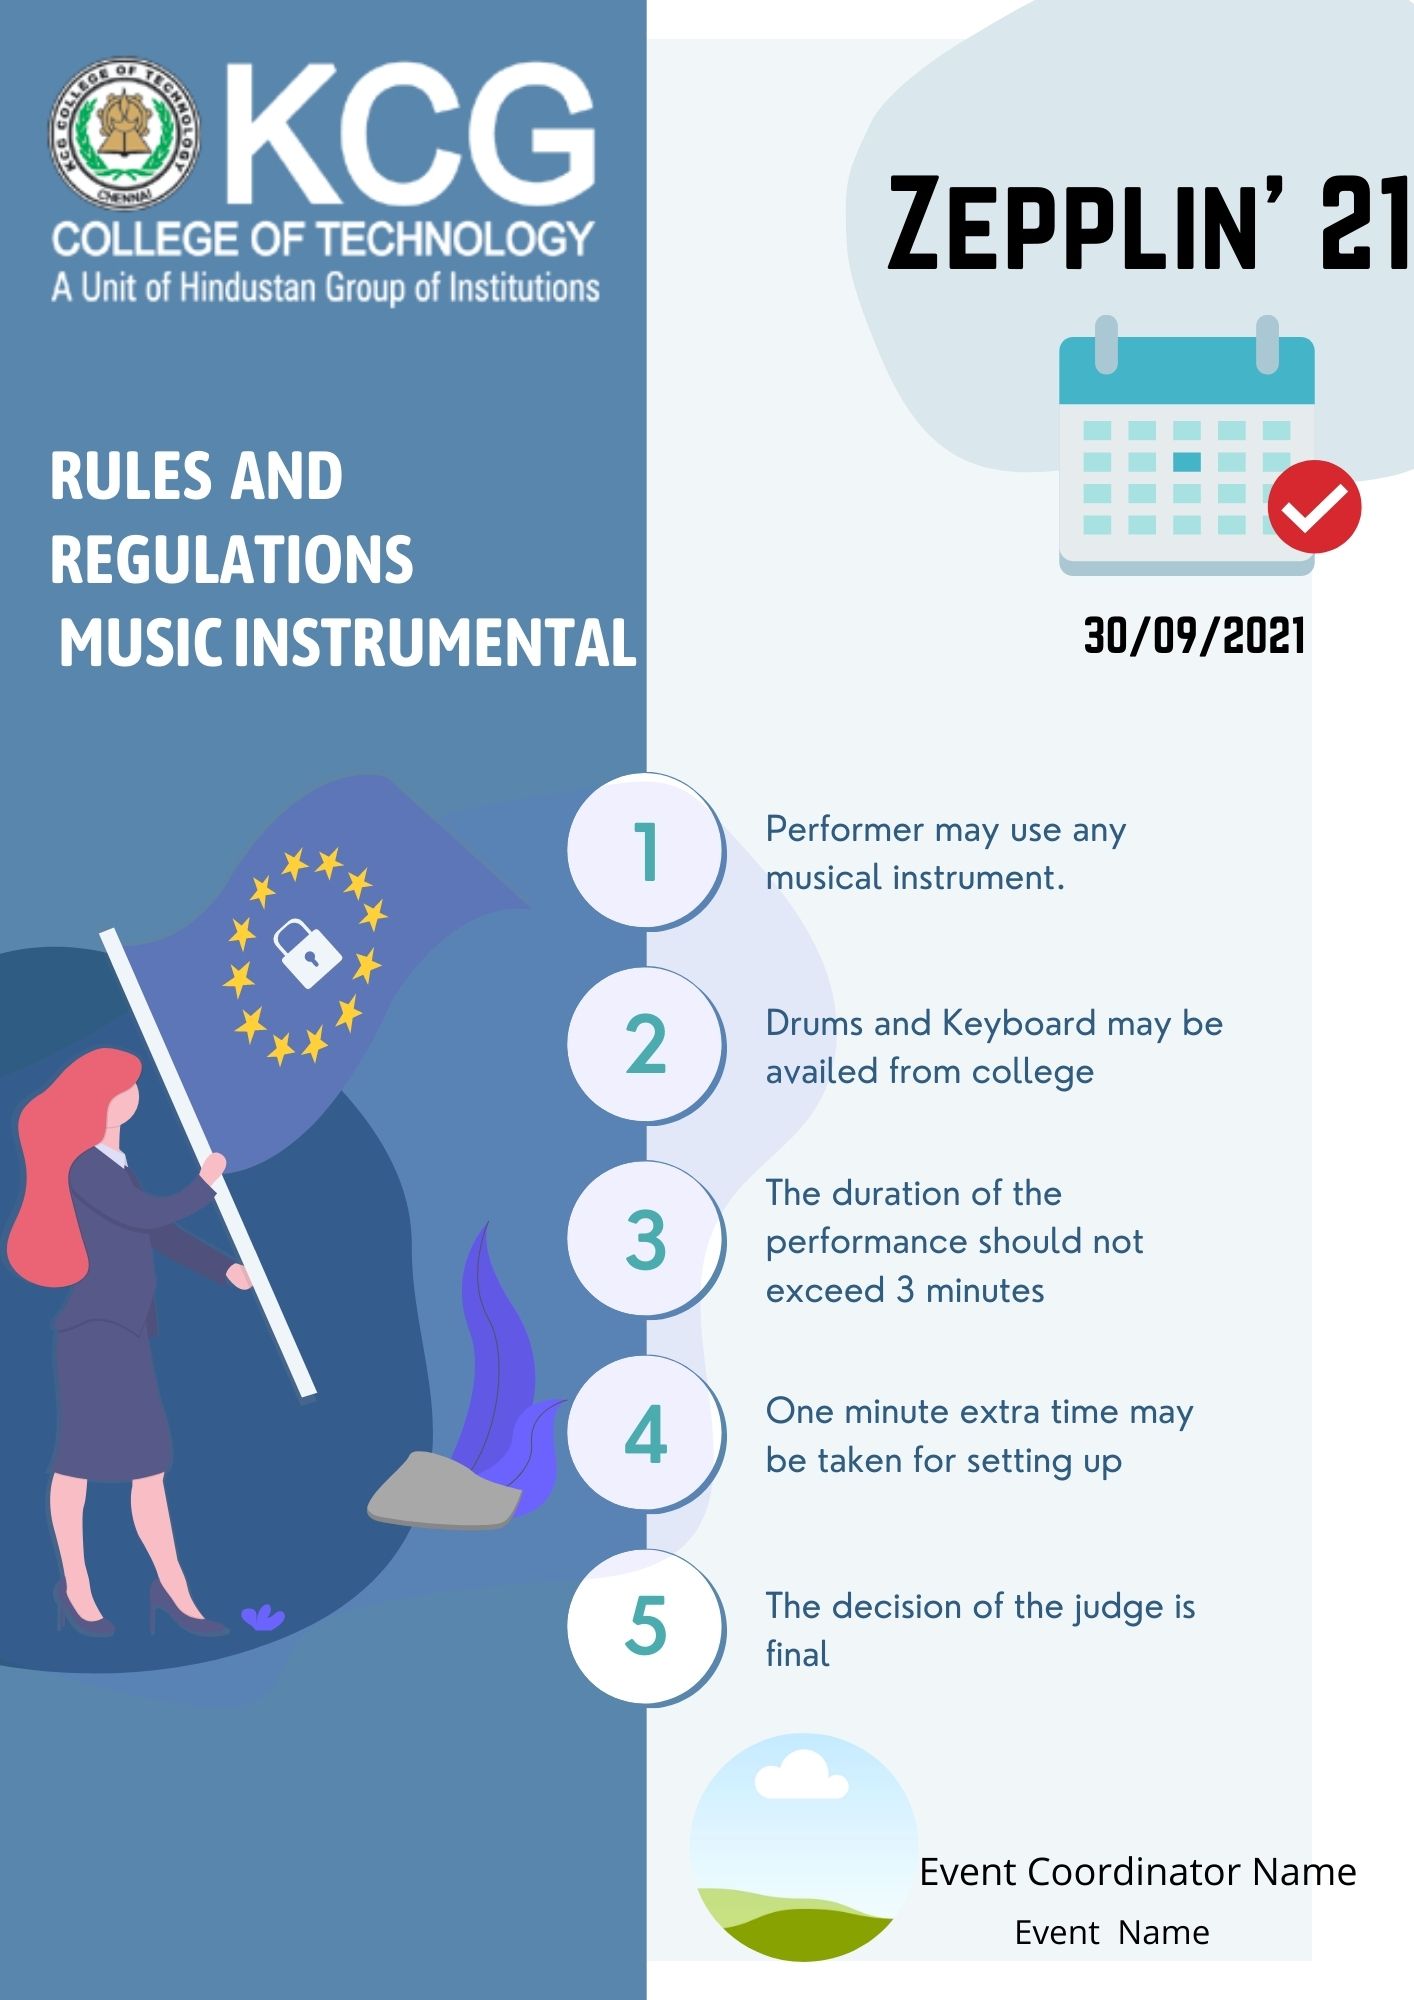 KCG COLLEGE OF TECHNOLOGY
CHENNAI
KCG
COLLEGE OF TECHNOLOGY
A Unit of Hindustan Group of Institutions
ZEPPLIN' 21
30/09/2021
RULES AND
REGULATIONS
MUSIC INSTRUMENTAL
1
Performer may use any
musical instrument.
2
Drums and Keyboard may be
availed from college
3
The duration of the
performance should not
exceed 3 minutes
4
One minute extra time may
be taken for setting up
5
The decision of the judge is
final
Event Coordinator Name
Event Name